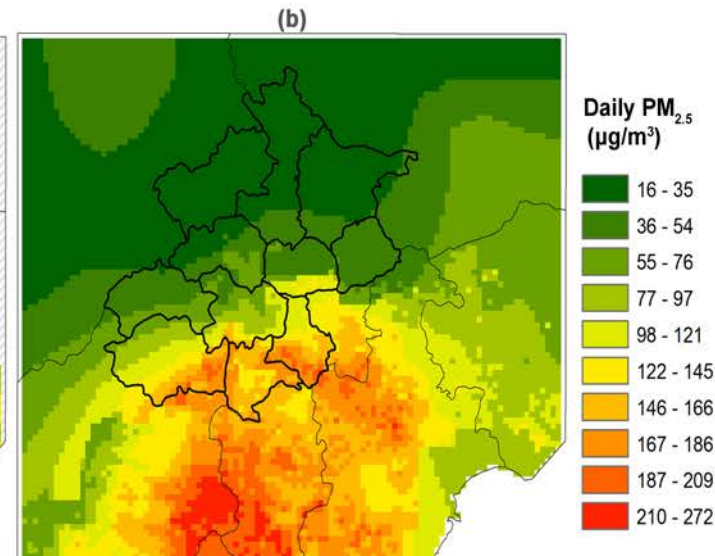 (b)
Daily PM2.5
(µg/m³)
16 - 35
36 - 54
55 - 76
77 - 97
98 - 121
122 - 145
146 - 166
167 - 186
187 - 209
210 - 272